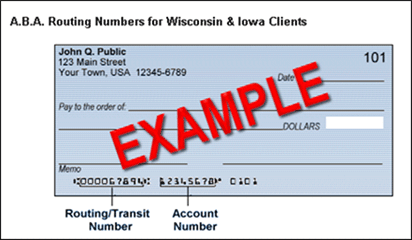 A.B.A. Routing Numbers for Wisconsin & Iowa Clients
John Q. Public
101
123 Main Street
Your Town, USA 12345-6789
Date
Pay to the order of:
EXAMPLE
DOLLARS
Memo
⑆000067894⑆ 12345678⑈ 0101
Routing/Transit Number
Account Number